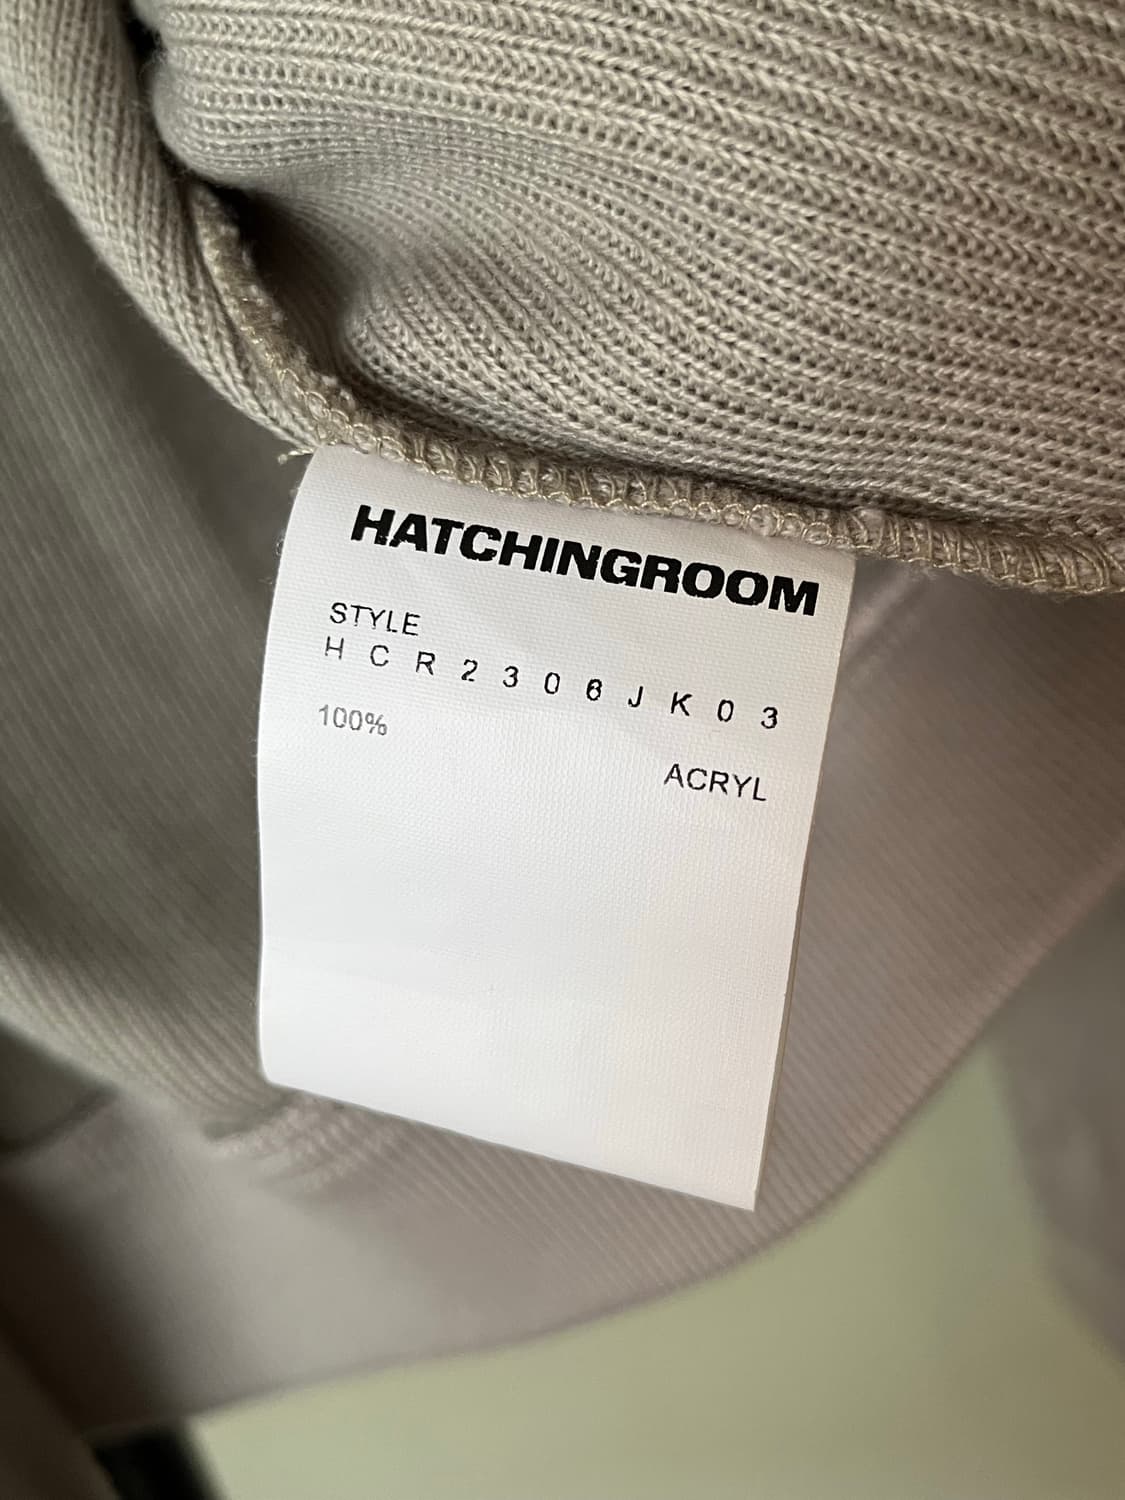 HATCHINGROOM
STYLE
H C R 2 3 0 6 J K 0 3
100%
ACRYL